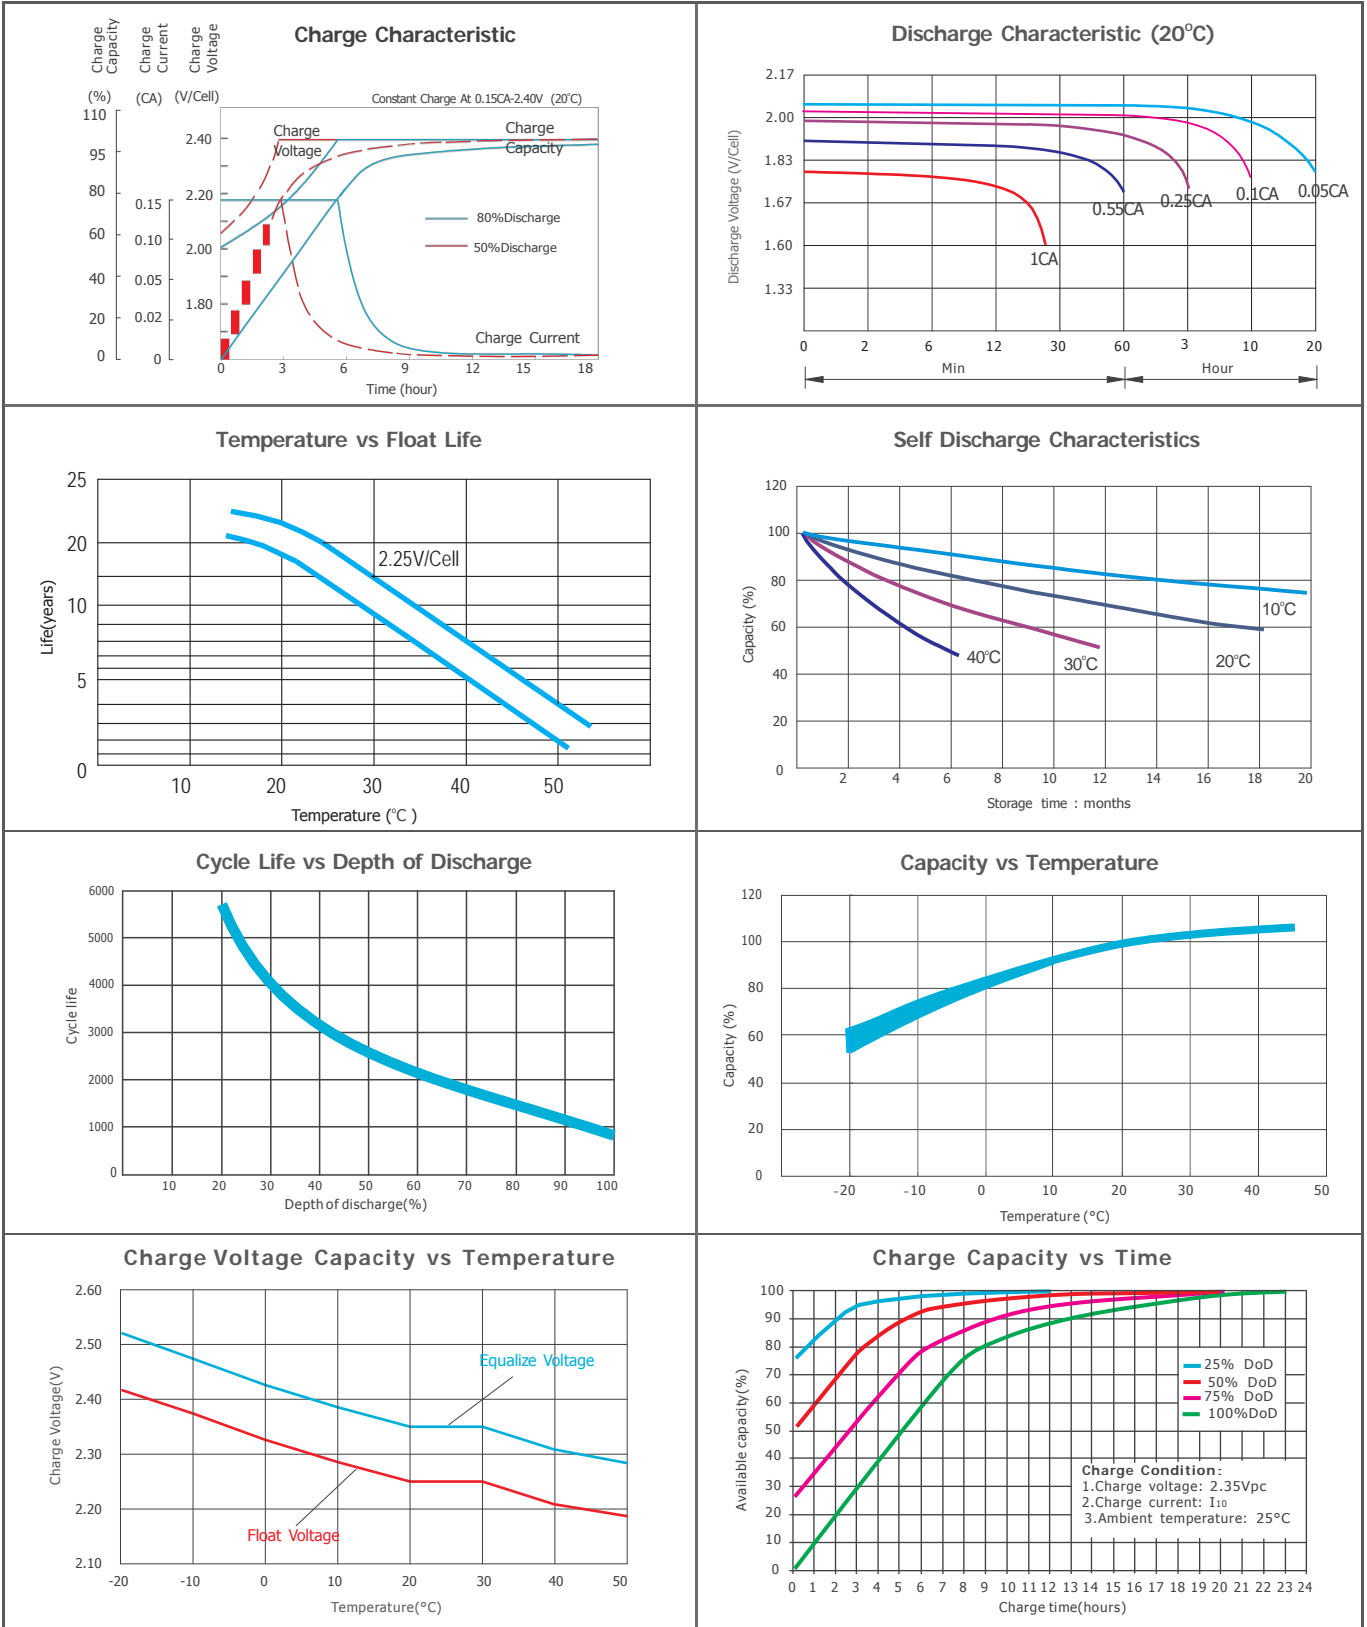 Charge Characteristic
Charge Capacity
Charge Current
Charge Voltage
(%)
(CA)
(V/Cell)
Constant Charge At 0.15CA-2.40V (20°C)
110
95
80
60
40
20
0
0.15
0.10
0.05
0.02
0
2.40
2.20
2.00
1.80
Charge Voltage
Charge Capacity
80%Discharge
50%Discharge
Charge Current
0 3 6 9 12 15 18
Time (hour)
Discharge Characteristic (20°C)
Discharge Voltage (V/Cell)
2.17
2.00
1.83
1.67
1.60
1.33
1CA
0.55CA
0.25CA
0.1CA
0.05CA
0 2 6 12 30 60 3 10 20
Min Hour
Temperature vs Float Life
Life(years)
25
20
10
5
0
2.25V/Cell
10 20 30 40 50
Temperature (°C )
Self Discharge Characteristics
Capacity (%)
120
100
80
60
40
20
0
10°C
20°C
30°C
40°C
2 4 6 8 10 12 14 16 18 20
Storage time : months
Cycle Life vs Depth of Discharge
Cycle life
6000
5000
4000
3000
2000
1000
0
10 20 30 40 50 60 70 80 90 100
Depth of discharge(%)
Capacity vs Temperature
Capacity (%)
120
100
80
60
40
20
0
-20 -10 0 10 20 30 40 50
Temperature (°C)
Charge Voltage Capacity vs Temperature
Charge Voltage(V)
2.60
2.50
2.40
2.30
2.20
2.10
Equalize Voltage
Float Voltage
-20 -10 0 10 20 30 40 50
Temperature(°C)
Charge Capacity vs Time
Available capacity(%)
100
90
80
70
60
50
40
30
20
10
0
25% DoD
50% DoD
75% DoD
100%DoD
Charge Condition:
1.Charge voltage: 2.35Vpc
2.Charge current: I10
3.Ambient temperature: 25°C
0 1 2 3 4 5 6 7 8 9 10 11 12 13 14 15 16 17 18 19 20 21 22 23 24
Charge time(hours)